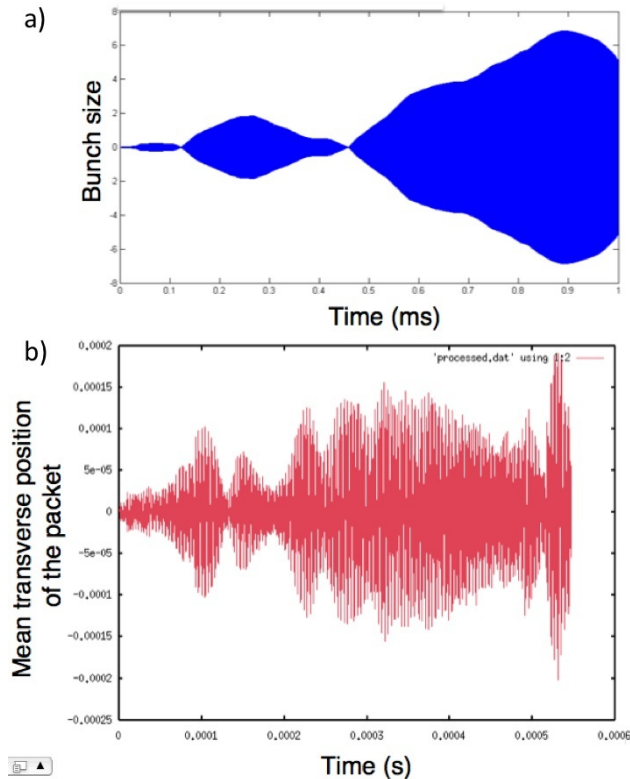 a)
8
6
4
2
0
-2
-4
-6
-8
Bunch size
0 0.1 0.2 0.3 0.4 0.5 0.6 0.7 0.8 0.9 1
Time (ms)
b)
0.0002
0.00015
0.0001
5e-05
0
-5e-05
-0.0001
-0.00015
-0.0002
-0.00025
'processed,dat' using 1:2
Mean transverse position
of the packet
0 0.0001 0.0002 0.0003 0.0004 0.0005 0.0006
Time (s)